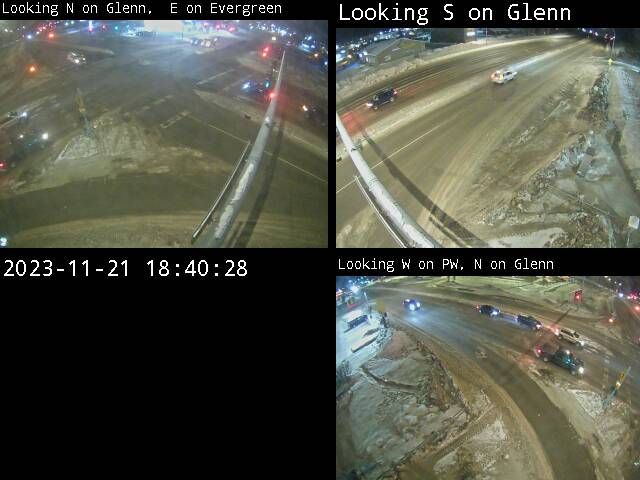 Looking N on Glenn, E on Evergreen
Looking S on Glenn
2023-11-21 18:40:28
Looking W on PW, N on Glenn